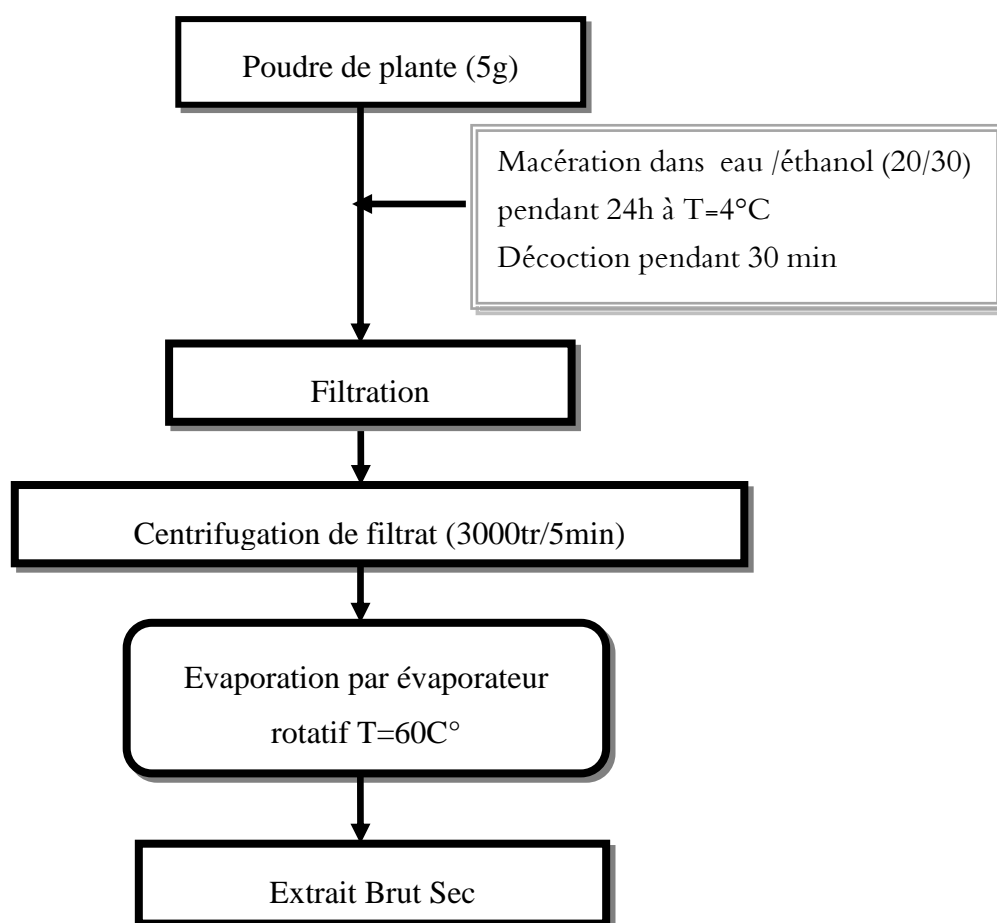 Poudre de plante (5g)
Macération dans  eau /éthanol (20/30)
pendant 24h à T=4°C
Décoction pendant 30 min
Filtration
Centrifugation de filtrat (3000tr/5min)
Evaporation par évaporateur
rotatif T=60C°
Extrait Brut Sec